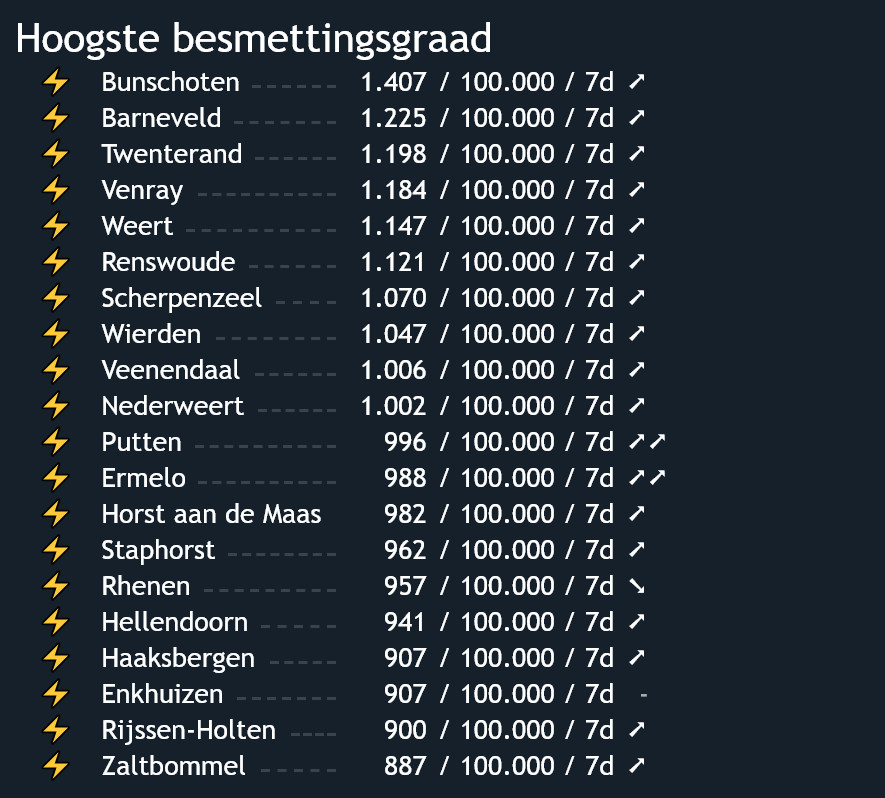 Hoogste besmettingsgraad
⚡ Bunschoten ------ 1.407 / 100.000 / 7d ➚
⚡ Barneveld ------- 1.225 / 100.000 / 7d ➚
⚡ Twenterand ------ 1.198 / 100.000 / 7d ➚
⚡ Venray --------- 1.184 / 100.000 / 7d ➚
⚡ Weert ---------- 1.147 / 100.000 / 7d ➚
⚡ Renswoude ------ 1.121 / 100.000 / 7d ➚
⚡ Scherpenzeel ---- 1.070 / 100.000 / 7d ➚
⚡ Wierden -------- 1.047 / 100.000 / 7d ➚
⚡ Veenendaal ------ 1.006 / 100.000 / 7d ➚
⚡ Nederweert ------ 1.002 / 100.000 / 7d ➚
⚡ Putten --------- 996 / 100.000 / 7d ➚➚
⚡ Ermelo --------- 988 / 100.000 / 7d ➚➚
⚡ Horst aan de Maas 982 / 100.000 / 7d ➚
⚡ Staphorst -------- 962 / 100.000 / 7d ➚
⚡ Rhenen --------- 957 / 100.000 / 7d ➘
⚡ Hellendoorn ----- 941 / 100.000 / 7d ➚
⚡ Haaksbergen ----- 907 / 100.000 / 7d ➚
⚡ Enkhuizen ------- 907 / 100.000 / 7d -
⚡ Rijssen-Holten ---- 900 / 100.000 / 7d ➚
⚡ Zaltbommel ----- 887 / 100.000 / 7d ➚